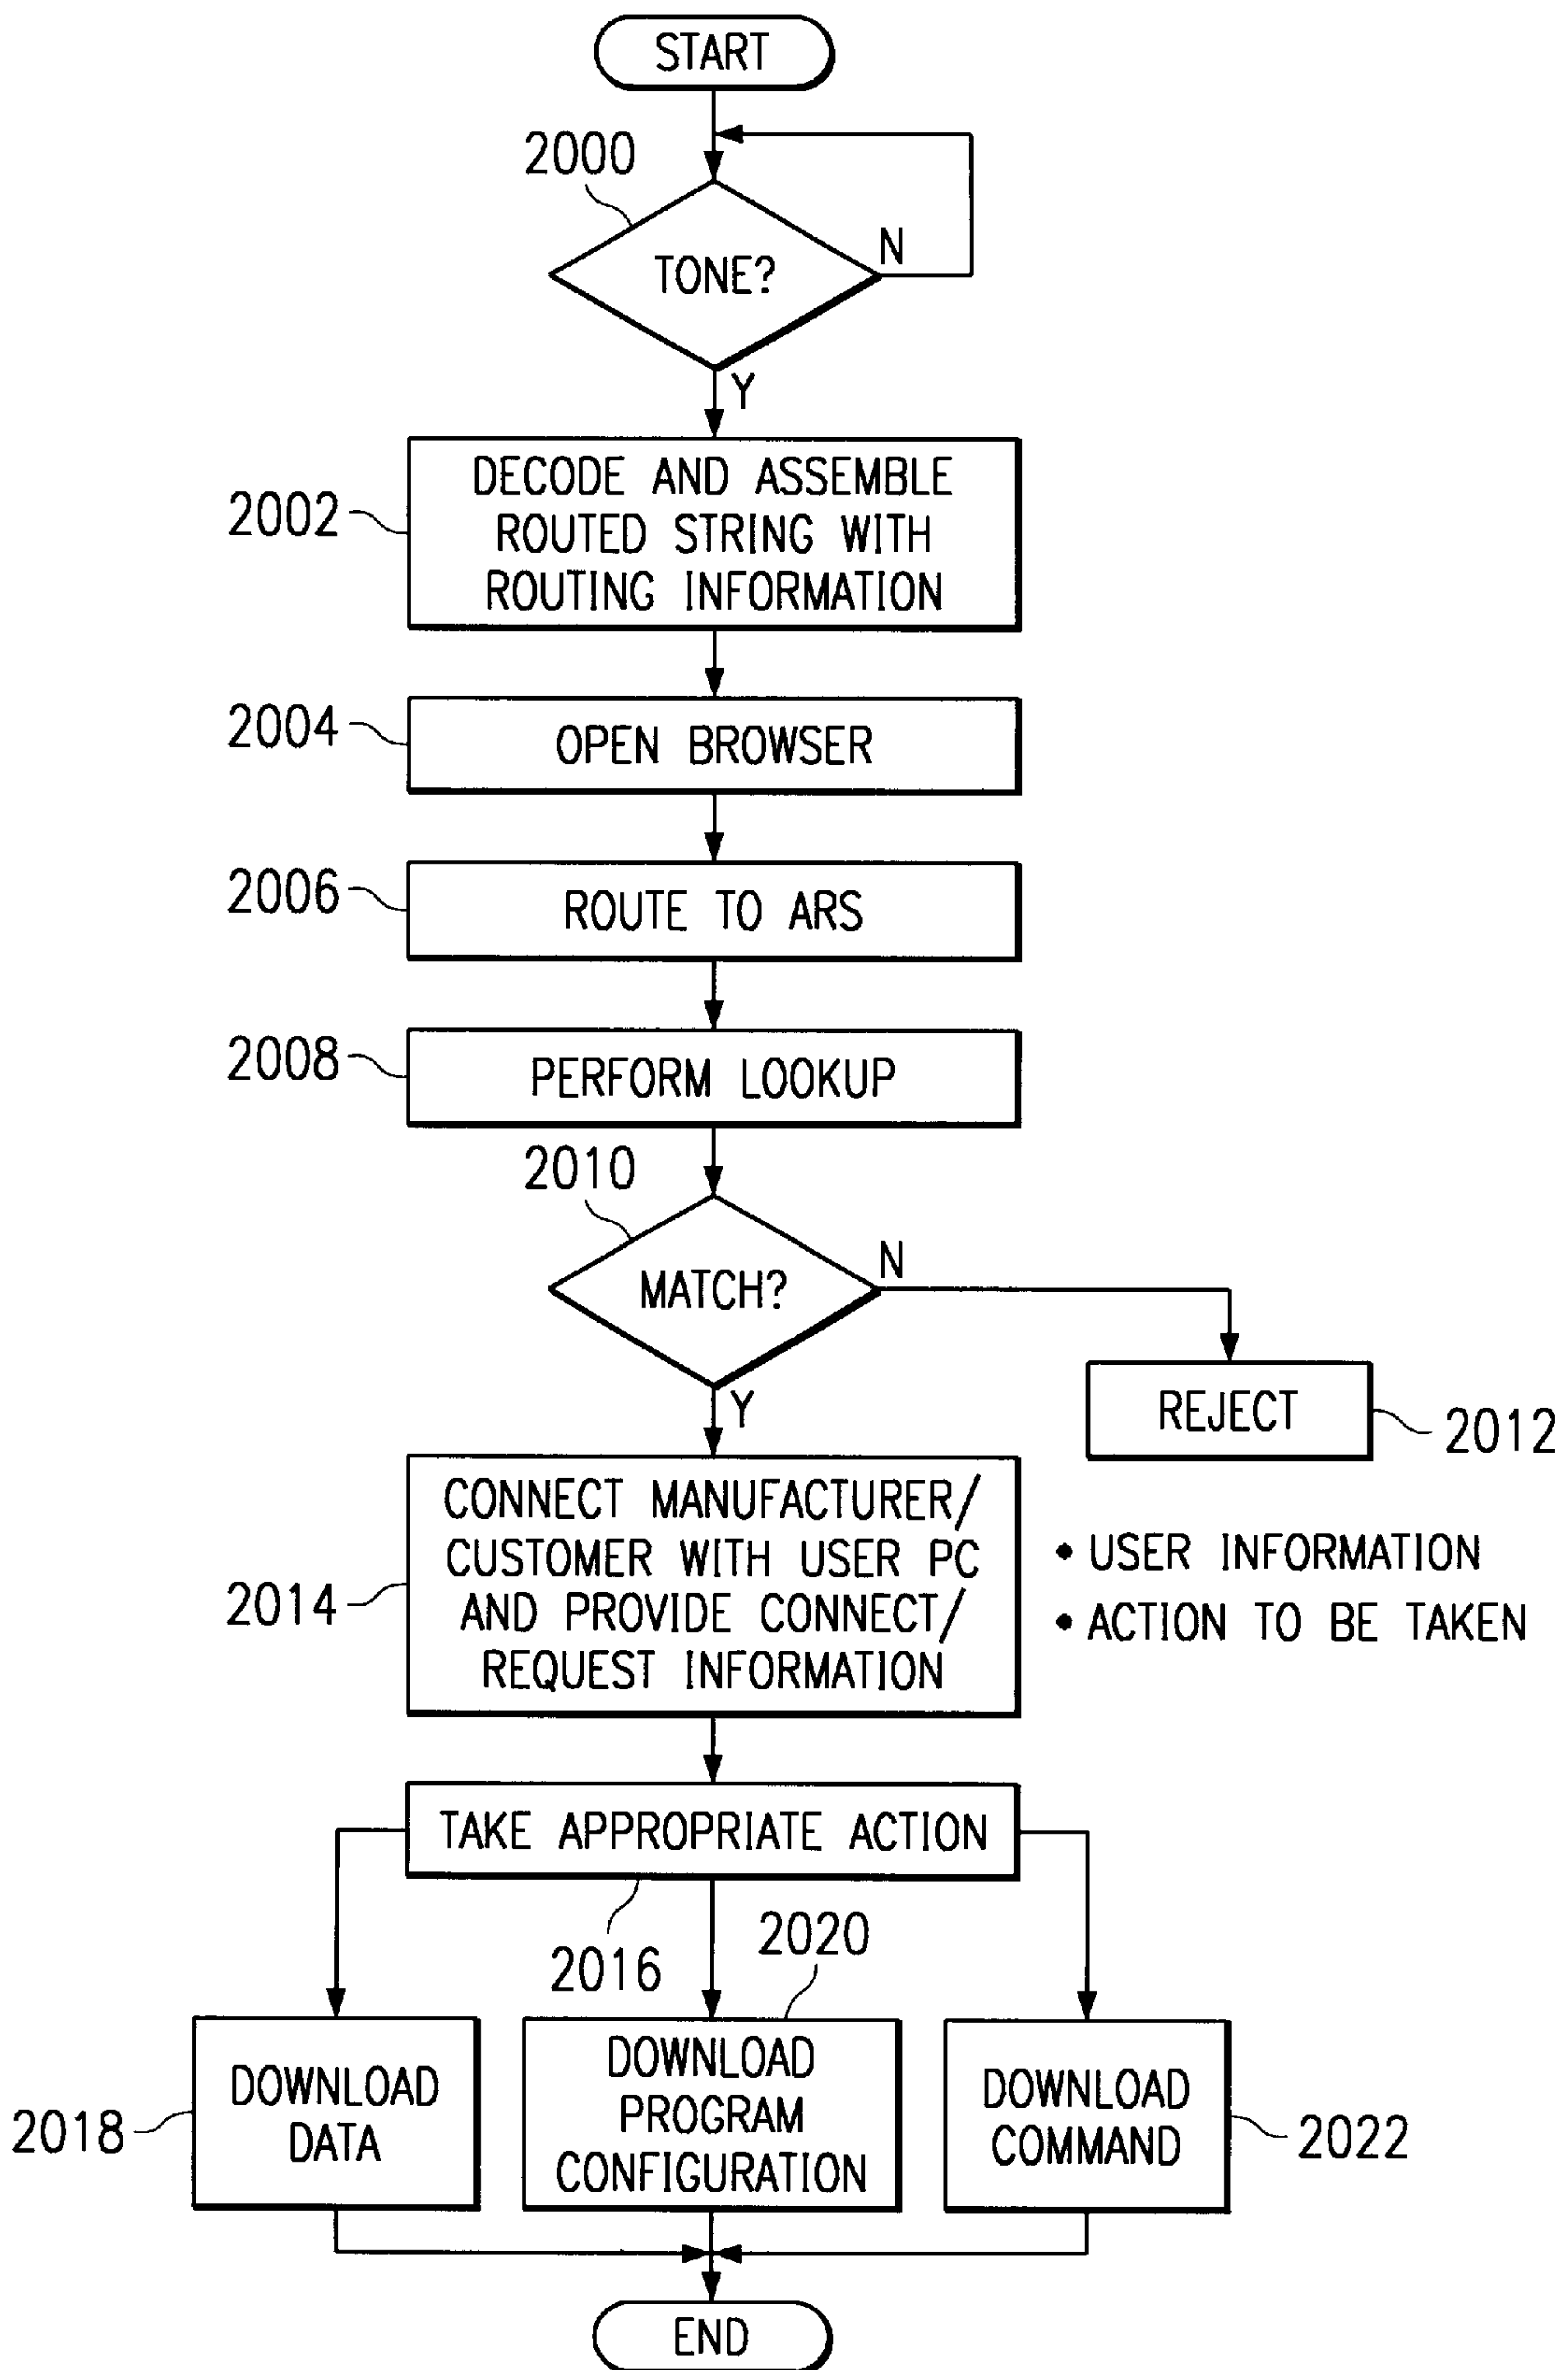 START
2000
TONE?
N
Y
2002
DECODE AND ASSEMBLE
ROUTED STRING WITH
ROUTING INFORMATION
2004
OPEN BROWSER
2006
ROUTE TO ARS
2008
PERFORM LOOKUP
2010
MATCH?
N
REJECT
2012
Y
2014
CONNECT MANUFACTURER/
CUSTOMER WITH USER PC
AND PROVIDE CONNECT/
REQUEST INFORMATION
• USER INFORMATION
• ACTION TO BE TAKEN
TAKE APPROPRIATE ACTION
2016
2020
2018
DOWNLOAD
DATA
DOWNLOAD
PROGRAM
CONFIGURATION
DOWNLOAD
COMMAND
2022
END